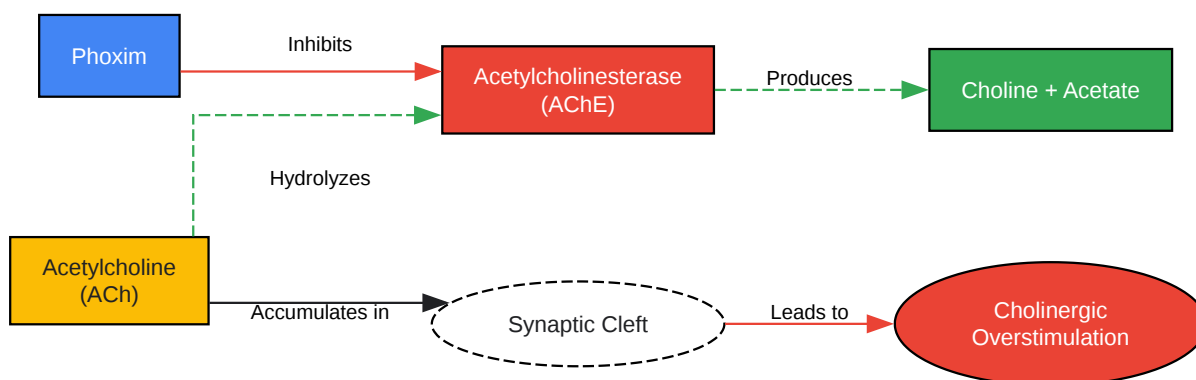 Phoxim
Inhibits
Acetylcholinesterase
(AChE)
Produces
Choline + Acetate
Hydrolyzes
Acetylcholine
(ACh)
Accumulates in
Synaptic Cleft
Leads to
Cholinergic
Overstimulation